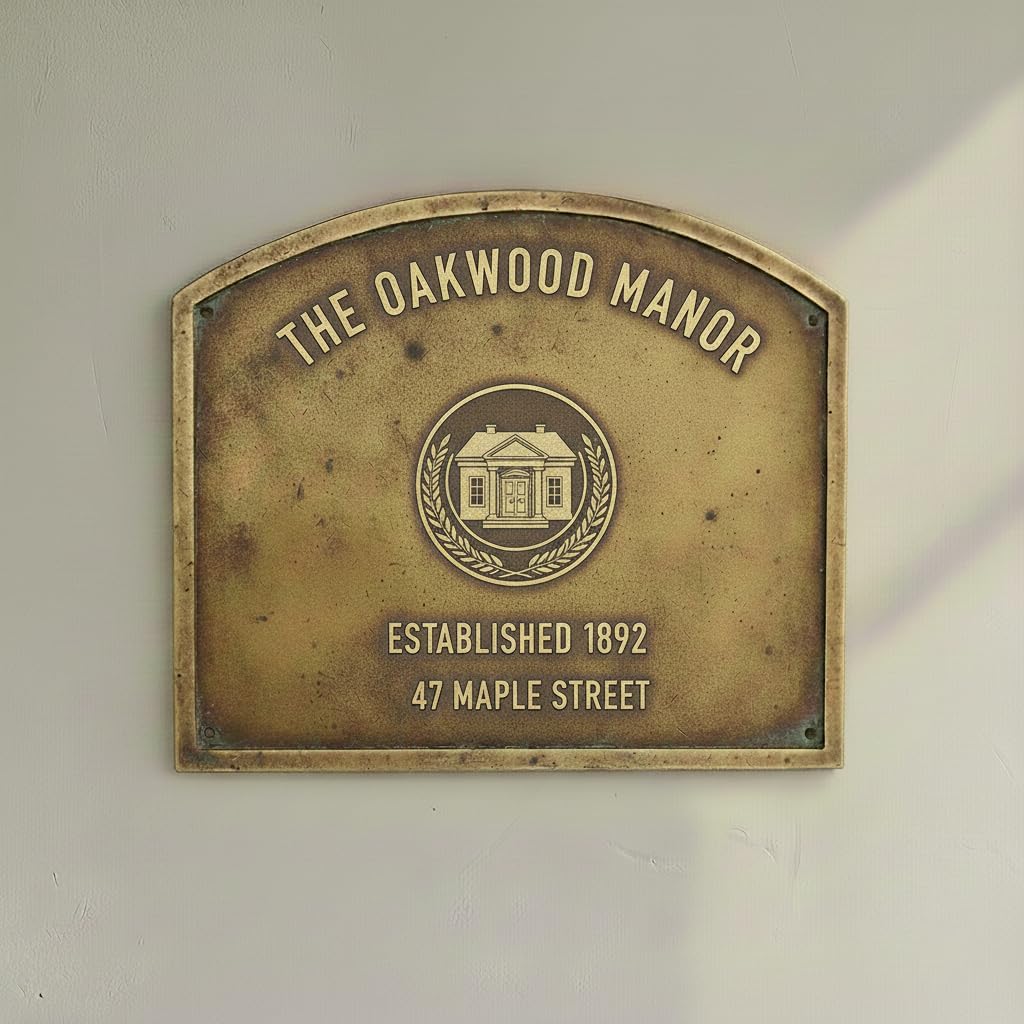 THE OAKWOOD MANOR
ESTABLISHED 1892
47 MAPLE STREET